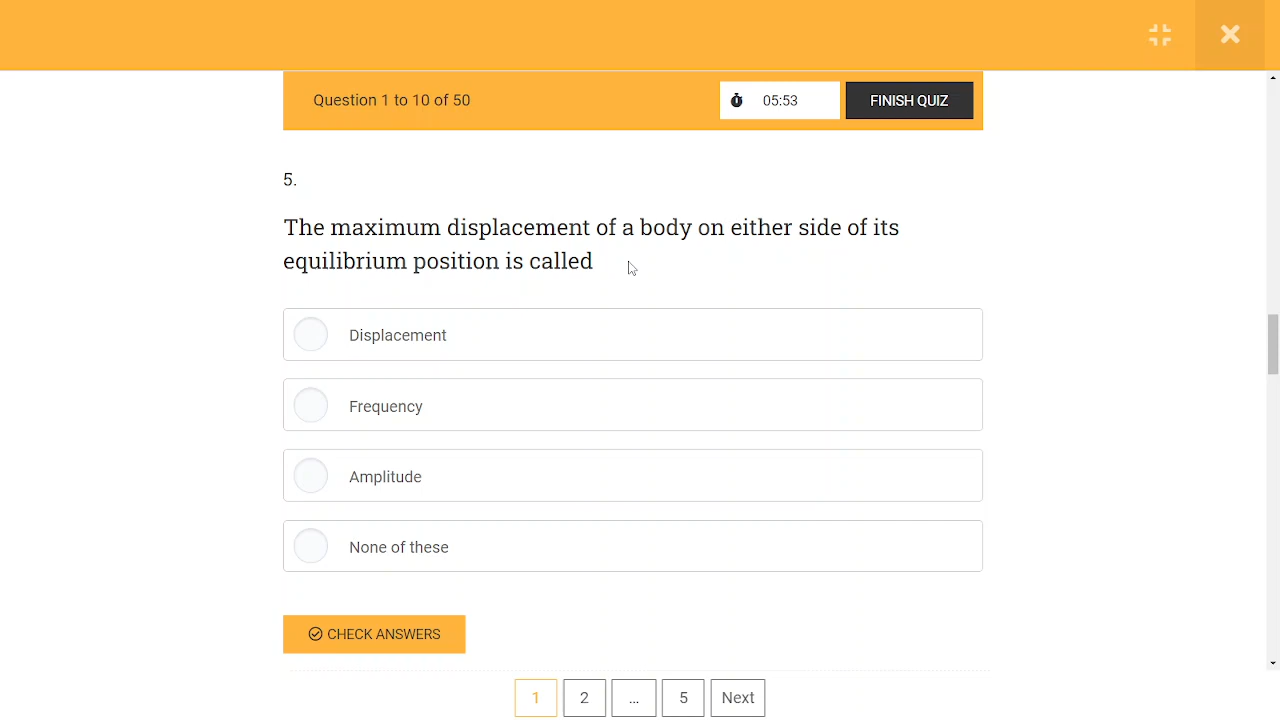 Question 1 to 10 of 50
05:53
FINISH QUIZ
5.
The maximum displacement of a body on either side of its
equilibrium position is called
Displacement
Frequency
Amplitude
None of these
CHECK ANSWERS
1
2
...
5
Next